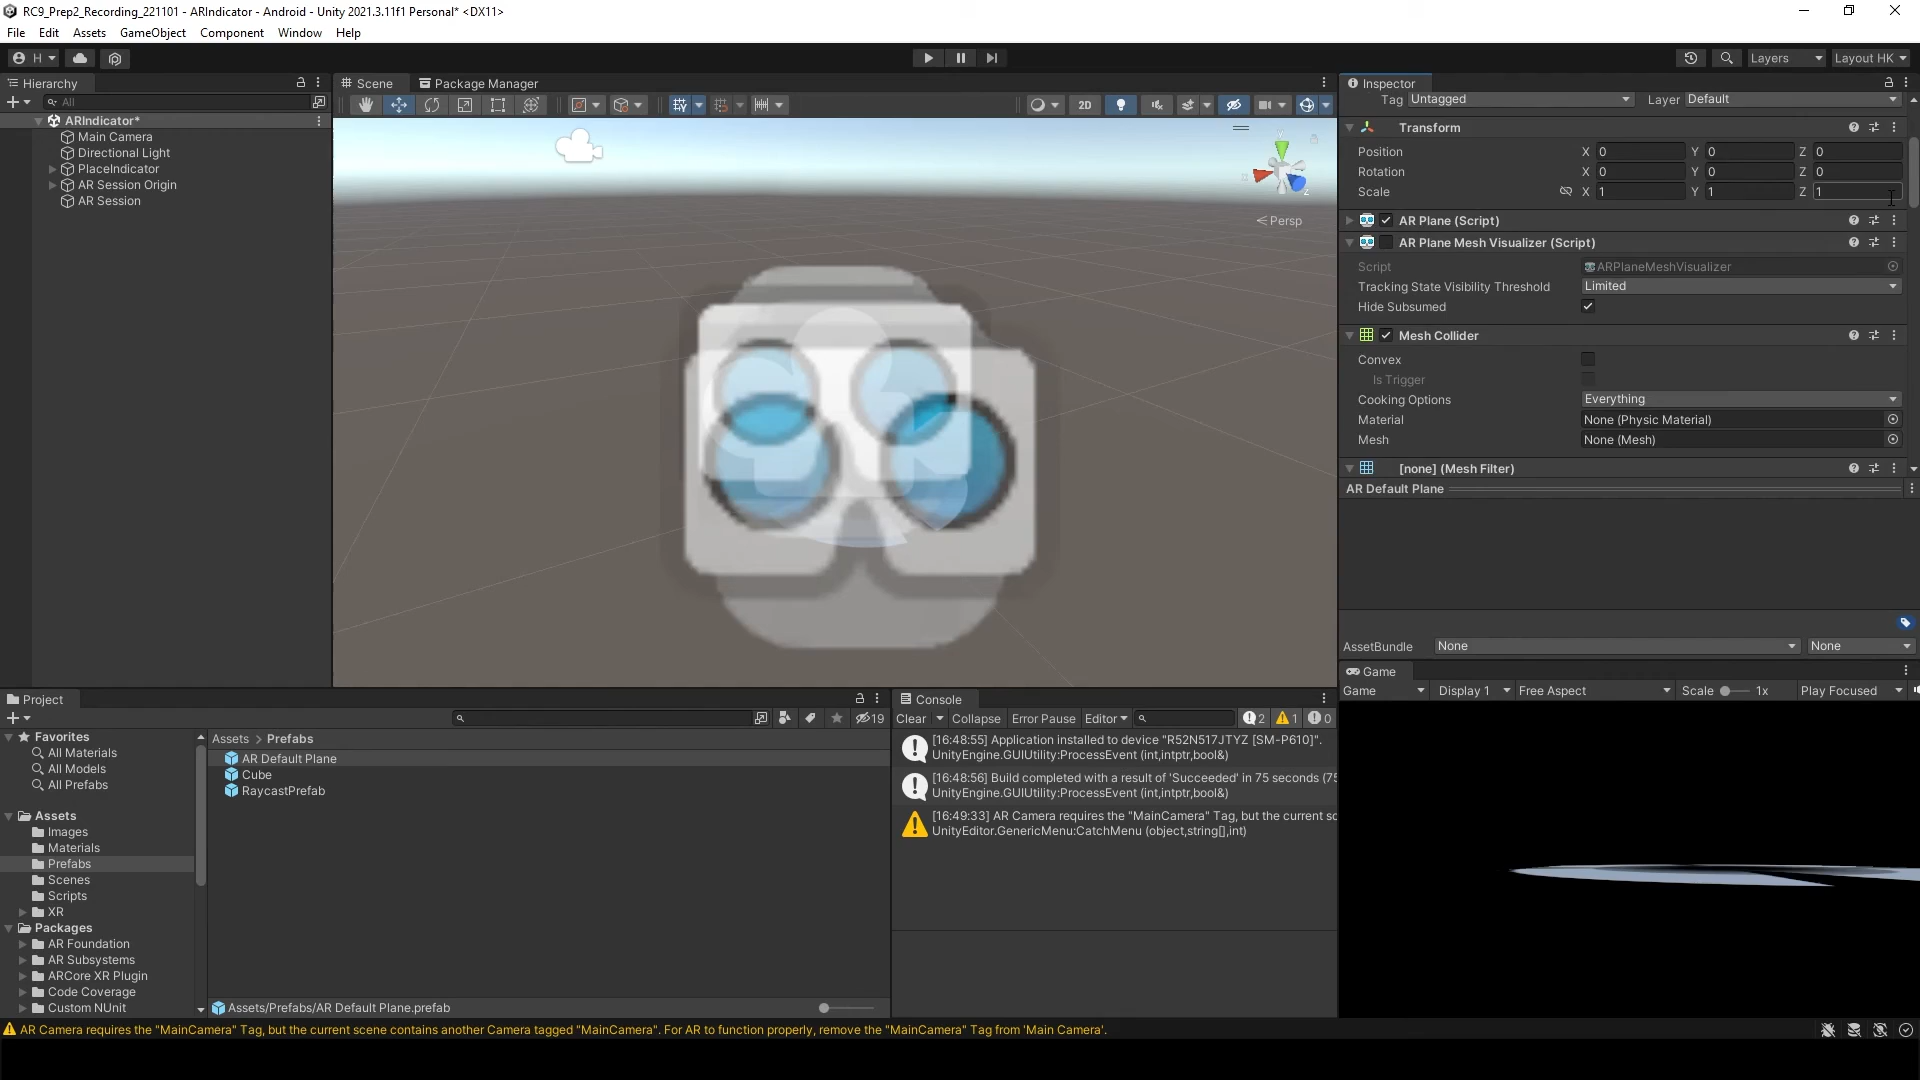 RC9_Prep2_Recording_221101 - ARIndicator - Android - Unity 2021.3.11f1 Personal* <DX11>
File Edit Assets GameObject Component Window Help
H Layers Layout HK
Hierarchy
All
ARIndicator*
Main Camera
Directional Light
PlaceIndicator
AR Session Origin
AR Session
Scene Package Manager
2D
Persp
Inspector
Tag Untagged Layer Default
Transform
Position X 0 Y 0 Z 0
Rotation X 0 Y 0 Z 0
Scale X 1 Y 1 Z 1
AR Plane (Script)
AR Plane Mesh Visualizer (Script)
Script ARPlaneMeshVisualizer
Tracking State Visibility Threshold Limited
Hide Subsumed
Mesh Collider
Convex
Is Trigger
Cooking Options Everything
Material None (Physic Material)
Mesh None (Mesh)
[none] (Mesh Filter)
AR Default Plane
AssetBundle None None
Game
Game Display 1 Free Aspect Scale 1x Play Focused
Project
19
Favorites
All Materials
All Models
All Prefabs
Assets
Images
Materials
Prefabs
Scenes
Scripts
XR
Packages
AR Foundation
AR Subsystems
ARCore XR Plugin
Code Coverage
Custom NUnit
Assets > Prefabs
AR Default Plane
Cube
RaycastPrefab
Assets/Prefabs/AR Default Plane.prefab
Console
Clear Collapse Error Pause Editor 2 1 0
[16:48:55] Application installed to device "R52N517JTYZ [SM-P610]".
UnityEngine.GUIUtility:ProcessEvent (int,intptr,bool&)
[16:48:56] Build completed with a result of 'Succeeded' in 75 seconds (75
UnityEngine.GUIUtility:ProcessEvent (int,intptr,bool&)
[16:49:33] AR Camera requires the "MainCamera" Tag, but the current sc
UnityEditor.GenericMenu:CatchMenu (object,string[],int)
AR Camera requires the "MainCamera" Tag, but the current scene contains another Camera tagged "MainCamera". For AR to function properly, remove the "MainCamera" Tag from 'Main Camera'.